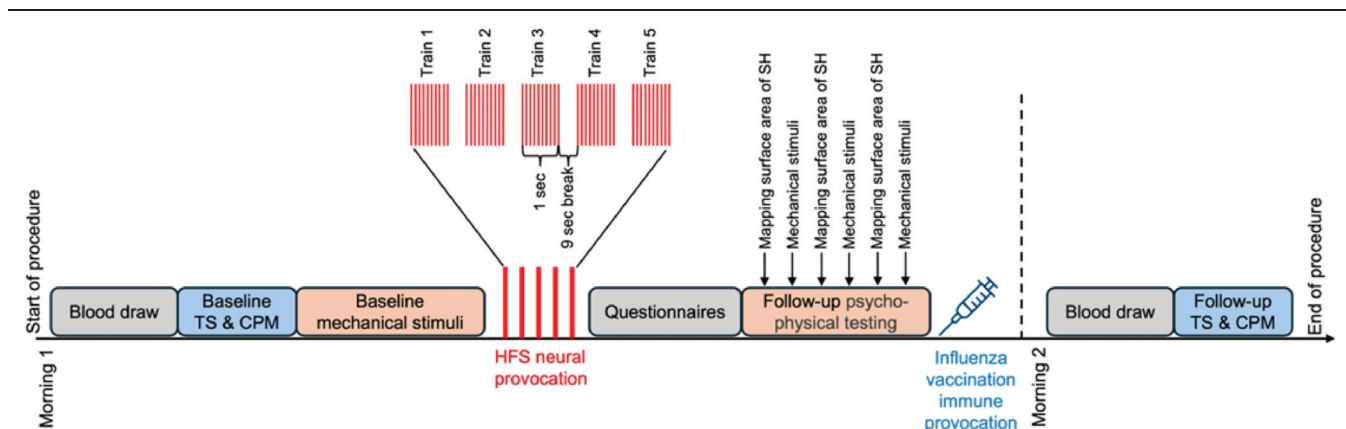 Train 1
Train 2
Train 3
Train 4
Train 5
1 sec
9 sec break
Mapping surface area of SH
Mechanical stimuli
Mapping surface area of SH
Mechanical stimuli
Mapping surface area of SH
Mechanical stimuli
Start of procedure
Blood draw
Baseline
TS & CPM
Baseline
mechanical stimuli
Questionnaires
Follow-up psycho-
physical testing
Blood draw
Follow-up
TS & CPM
End of procedure
Morning 1
HFS neural
provocation
Influenza
vaccination
immune
provocation
Morning 2